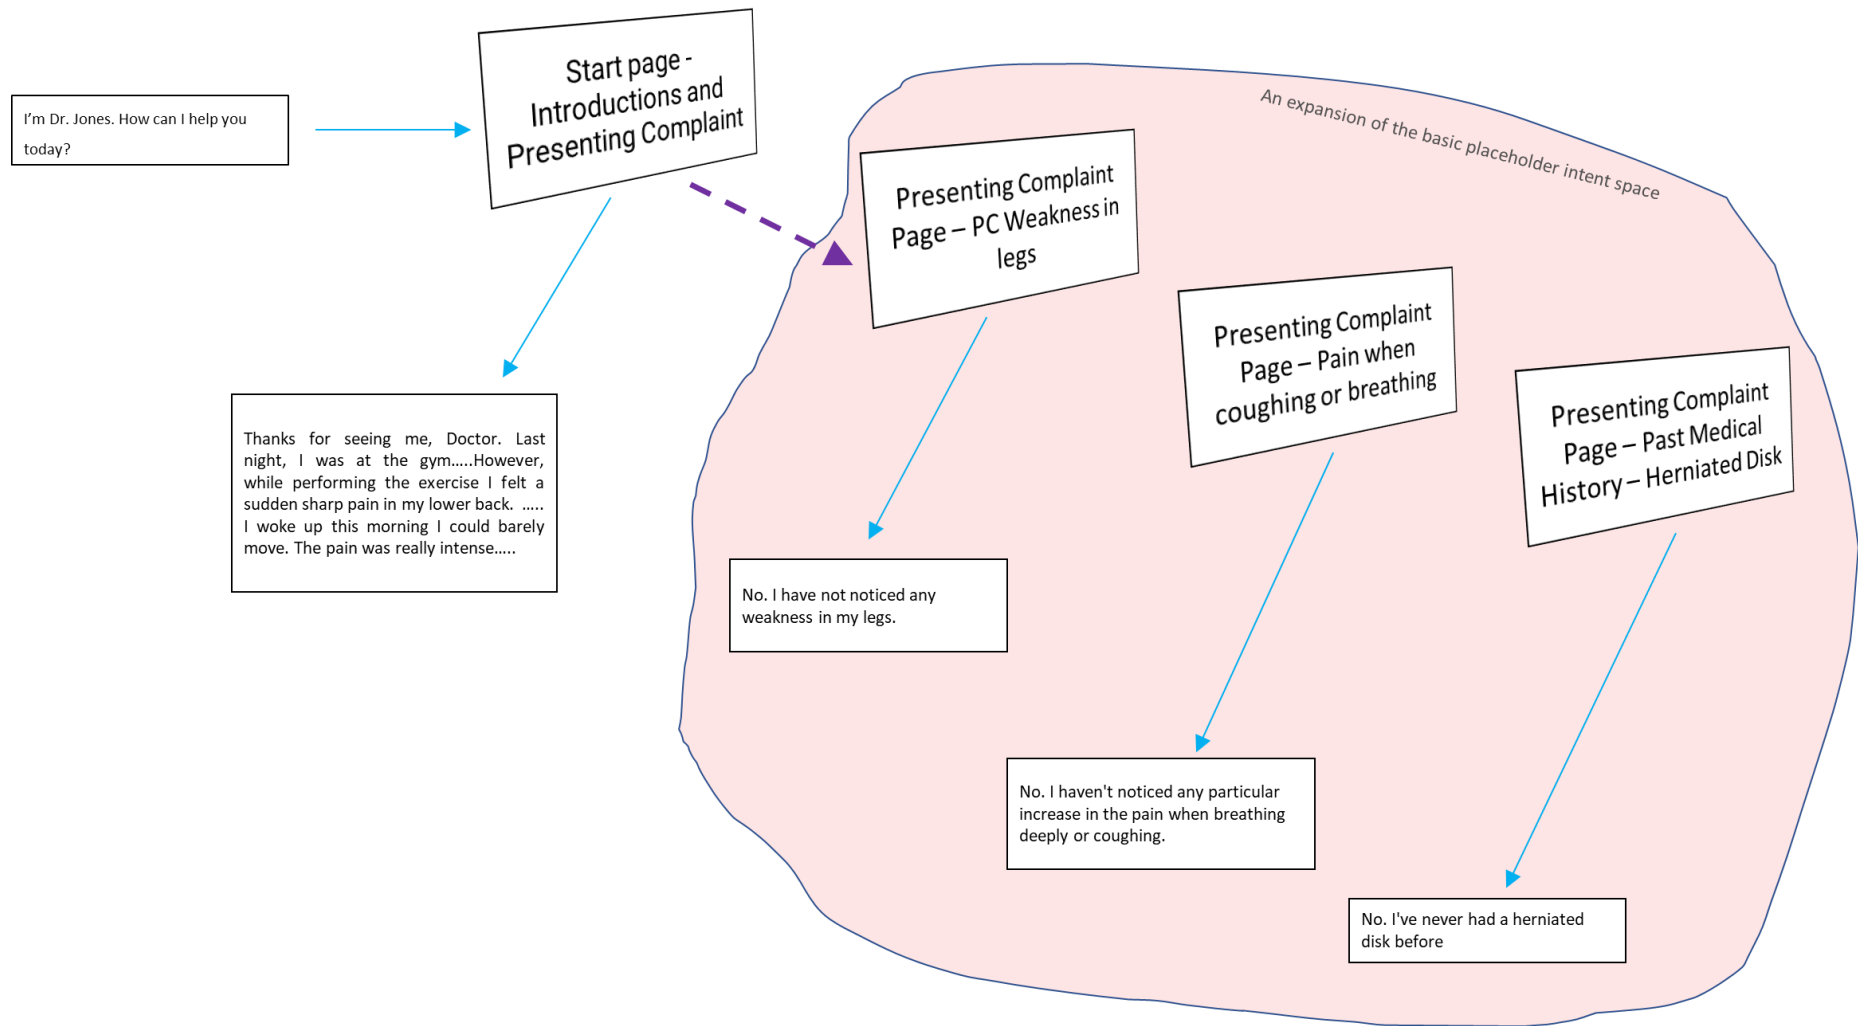 I’m Dr. Jones. How can I help you
today?
Start page -
Introductions and
Presenting Complaint
An expansion of the basic placeholder intent space
Presenting Complaint
Page – PC Weakness in
legs
Presenting Complaint
Page – Pain when
coughing or breathing
Presenting Complaint
Page – Past Medical
History – Herniated Disk
Thanks for seeing me, Doctor. Last
night, I was at the gym.....However,
while performing the exercise I felt a
sudden sharp pain in my lower back. .....
I woke up this morning I could barely
move. The pain was really intense.....
No. I have not noticed any
weakness in my legs.
No. I haven't noticed any particular
increase in the pain when breathing
deeply or coughing.
No. I've never had a herniated
disk before